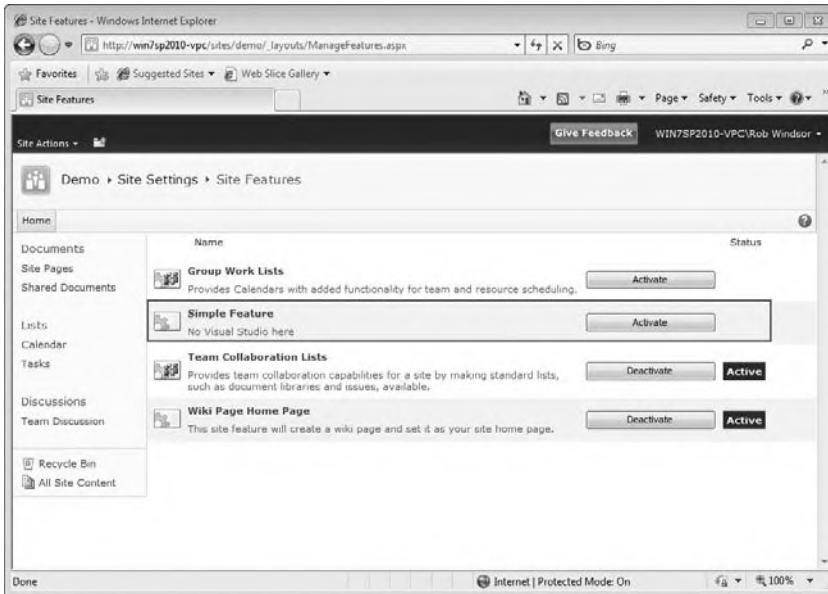 Site Features - Windows Internet Explorer
http://win7sp2010-vpc/sites/demo/_layouts/ManageFeatures.aspx
Bing
Favorites Suggested Sites Web Slice Gallery
Site Features
Page Safety Tools
Site Actions
Give Feedback
WIN7SP2010-VPC\Rob Windsor
Demo Site Settings Site Features
Home
Documents
Site Pages
Shared Documents
Lists
Calendar
Tasks
Discussions
Team Discussion
Recycle Bin
All Site Content
Name Status
Group Work Lists
Provides Calendars with added functionality for team and resource scheduling.
Activate
Simple Feature
No Visual Studio here
Activate
Team Collaboration Lists
Provides team collaboration capabilities for a site by making standard lists,
such as document libraries and issues, available.
Deactivate Active
Wiki Page Home Page
This site feature will create a wiki page and set it as your site home page.
Deactivate Active
Done
Internet | Protected Mode: On
100%